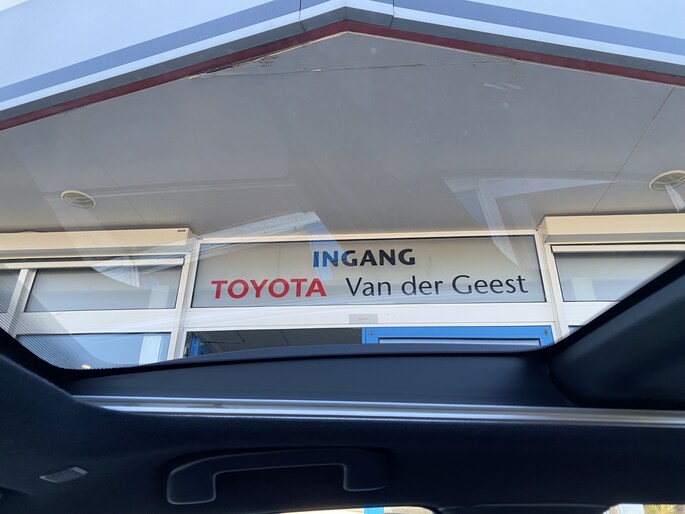 INGANG
TOYOTA Van der Geest